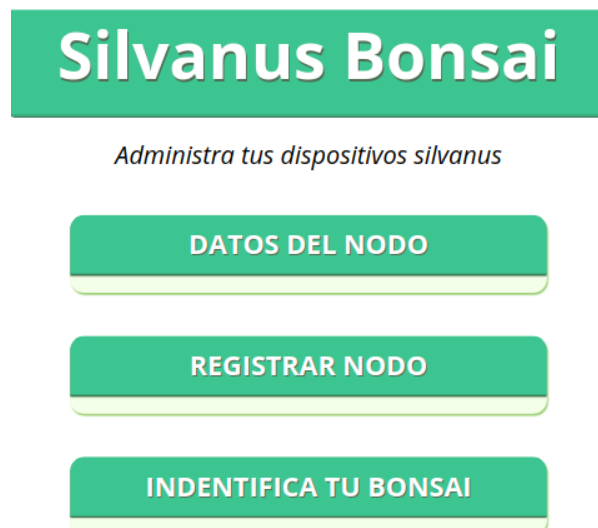 Silvanus Bonsai
Administra tus dispositivos silvanus
DATOS DEL NODO
REGISTRAR NODO
INDENTIFICA TU BONSAI